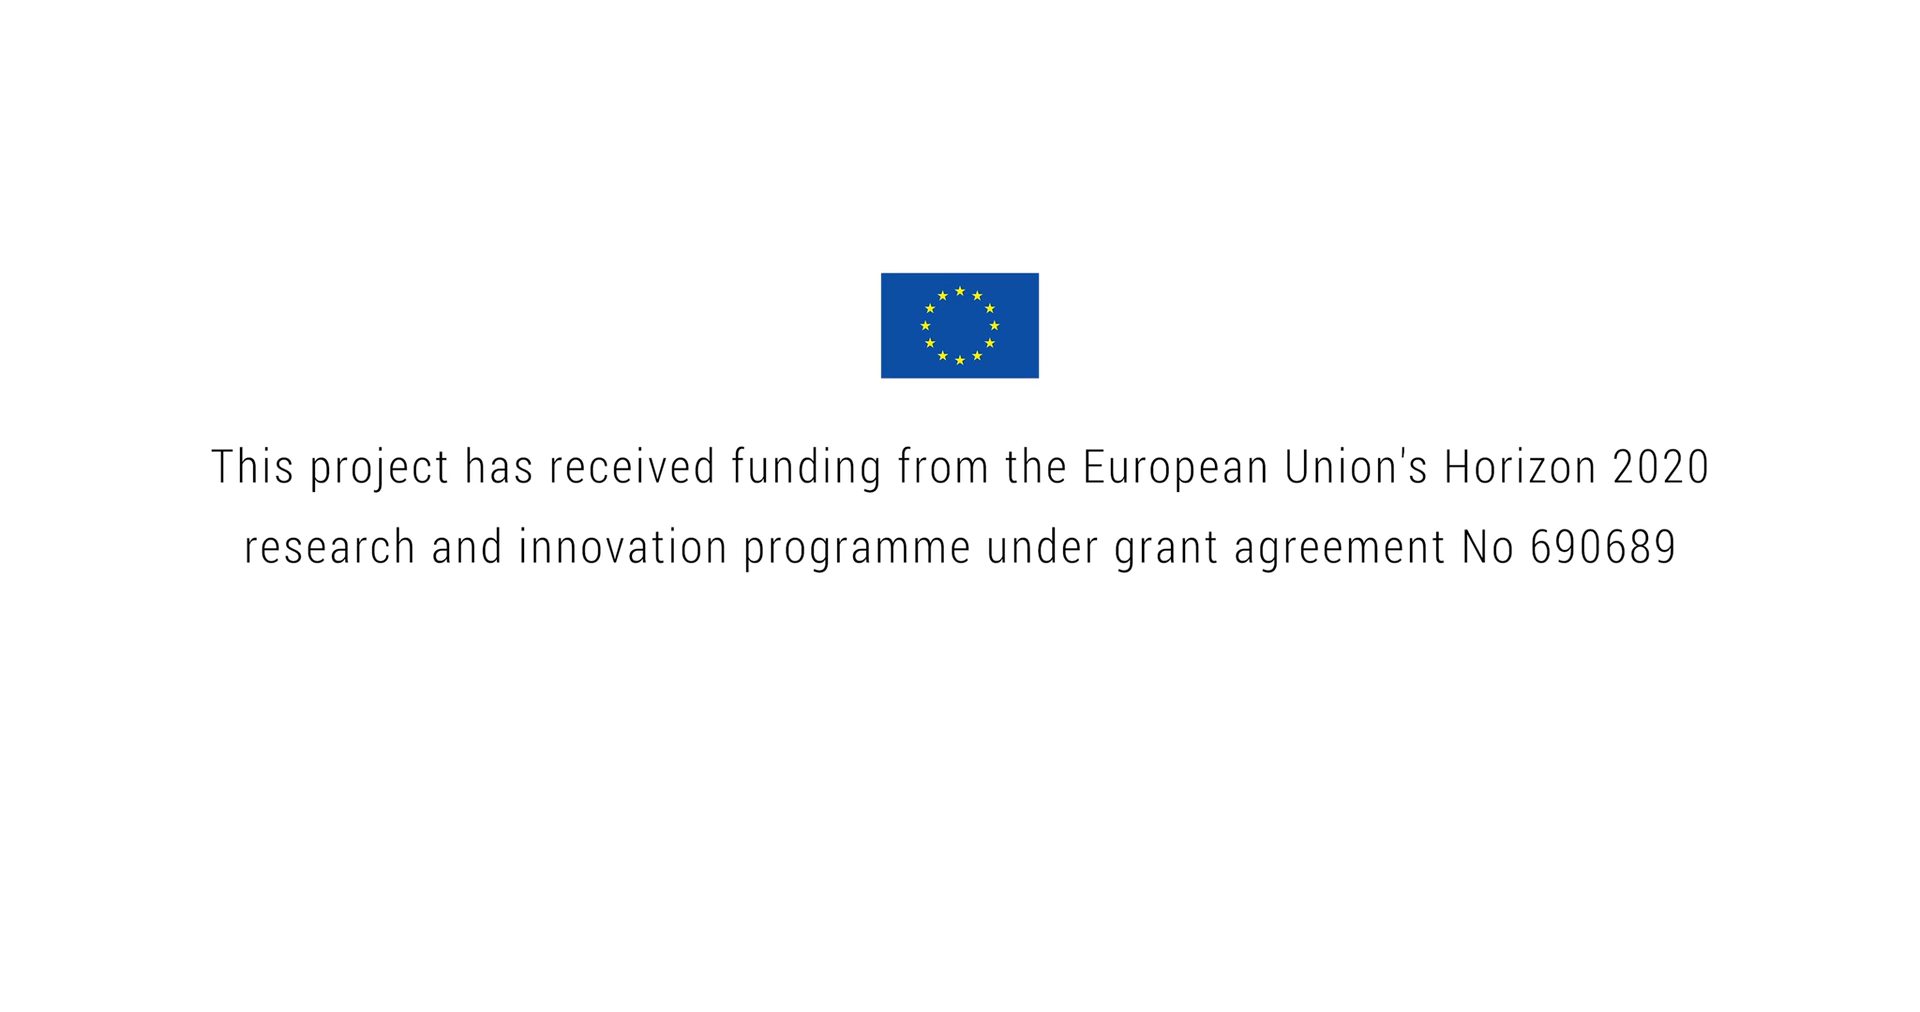 This project has received funding from the European Union's Horizon 2020
research and innovation programme under grant agreement No 690689